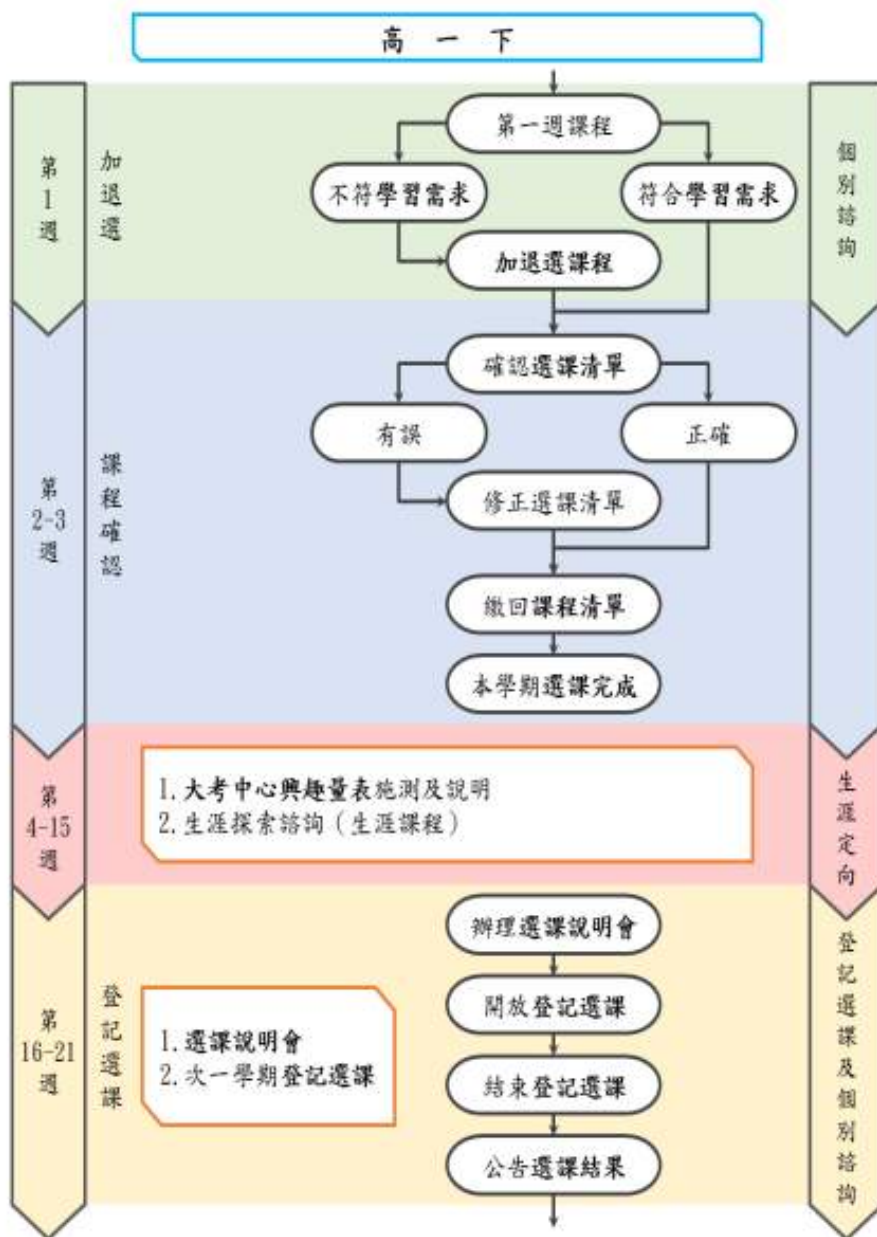 高一下
第1週
加退選
個別諮詢
第一週課程
不符學習需求
符合學習需求
加退選課程
第2-3週
課程確認
確認選課清單
有誤
正確
修正選課清單
繳回課程清單
本學期選課完成
第4-15週
1.大考中心興趣量表施測及說明
2.生涯探索諮詢（生涯課程）
生涯定向
第16-21週
登記選課
1.選課說明會
2.次一學期登記選課
辦理選課說明會
開放登記選課
結束登記選課
公告選課結果
登記選課及個別諮詢